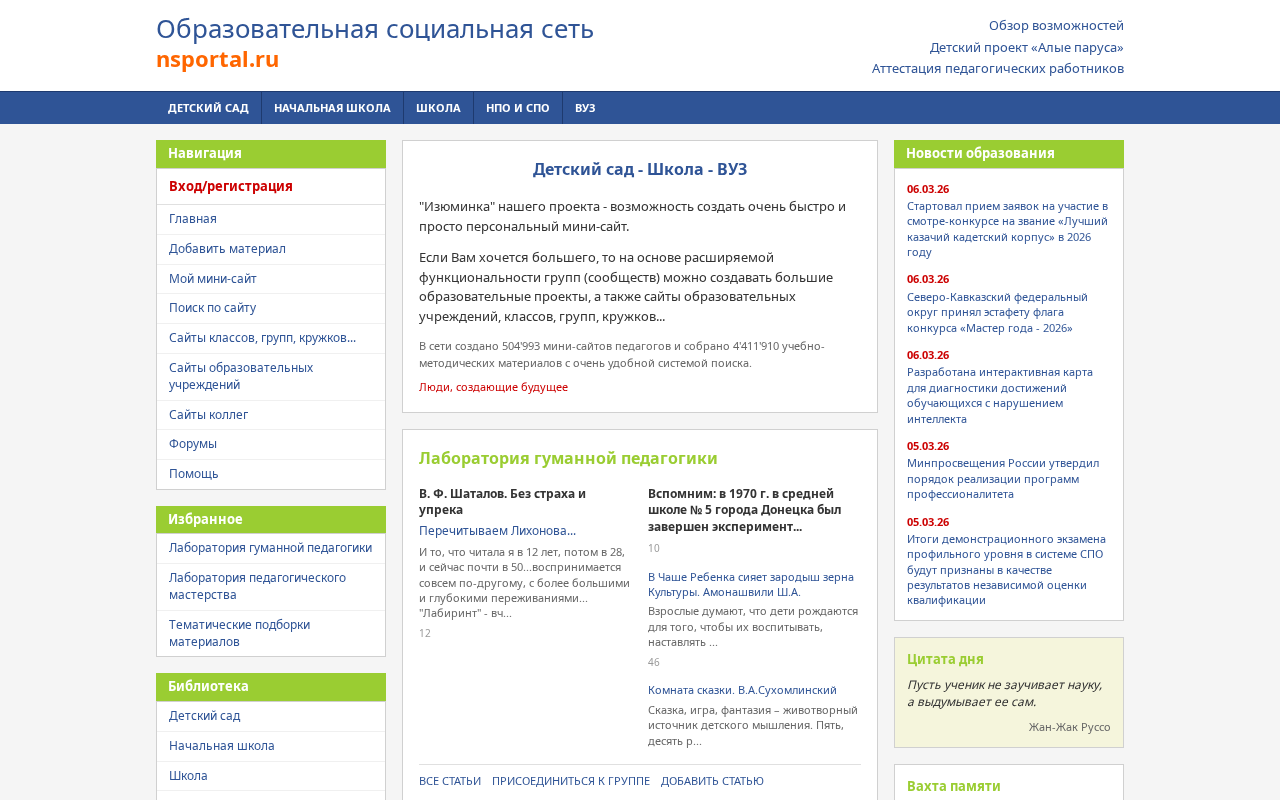 Образовательная социальная сеть
nsportal.ru
Обзор возможностей
Детский проект «Алые паруса»
Аттестация педагогических работников
ДЕТСКИЙ САД
НАЧАЛЬНАЯ ШКОЛА
ШКОЛА
НПО И СПО
ВУЗ
Навигация
Вход/регистрация
Главная
Добавить материал
Мой мини-сайт
Поиск по сайту
Сайты классов, групп, кружков...
Сайты образовательных
учреждений
Сайты коллег
Форумы
Помощь
Избранное
Лаборатория гуманной педагогики
Лаборатория педагогического
мастерства
Тематические подборки
материалов
Библиотека
Детский сад
Начальная школа
Школа
Детский сад - Школа - ВУЗ
"Изюминка" нашего проекта - возможность создать очень быстро и
просто персональный мини-сайт.
Если Вам хочется большего, то на основе расширяемой
функциональности групп (сообществ) можно создавать большие
образовательные проекты, а также сайты образовательных
учреждений, классов, групп, кружков...
В сети создано 504'993 мини-сайтов педагогов и собрано 4'411'910 учебно-
методических материалов с очень удобной системой поиска.
Люди, создающие будущее
Лаборатория гуманной педагогики
В. Ф. Шаталов. Без страха и
упрека
Перечитываем Лихонова...
И то, что читала я в 12 лет, потом в 28,
и сейчас почти в 50...воспринимается
совсем по-другому, с более большими
и глубокими переживаниями...
"Лабиринт" - вч...
12
Вспомним: в 1970 г. в средней
школе № 5 города Донецка был
завершен эксперимент...
10
В Чаше Ребенка сияет зародыш зерна
Культуры. Амонашвили Ш.А.
Взрослые думают, что дети рождаются
для того, чтобы их воспитывать,
наставлять ...
46
Комната сказки. В.А.Сухомлинский
Сказка, игра, фантазия – животворный
источник детского мышления. Пять,
десять р...
ВСЕ СТАТЬИ
ПРИСОЕДИНИТЬСЯ К ГРУППЕ
ДОБАВИТЬ СТАТЬЮ
Новости образования
06.03.26
Стартовал прием заявок на участие в
смотре-конкурсе на звание «Лучший
казачий кадетский корпус» в 2026
году
06.03.26
Северо-Кавказский федеральный
округ принял эстафету флага
конкурса «Мастер года - 2026»
06.03.26
Разработана интерактивная карта
для диагностики достижений
обучающихся с нарушением
интеллекта
05.03.26
Минпросвещения России утвердил
порядок реализации программ
профессионалитета
05.03.26
Итоги демонстрационного экзамена
профильного уровня в системе СПО
будут признаны в качестве
результатов независимой оценки
квалификации
Цитата дня
Пусть ученик не заучивает науку,
а выдумывает ее сам.
Жан-Жак Руссо
Вахта памяти